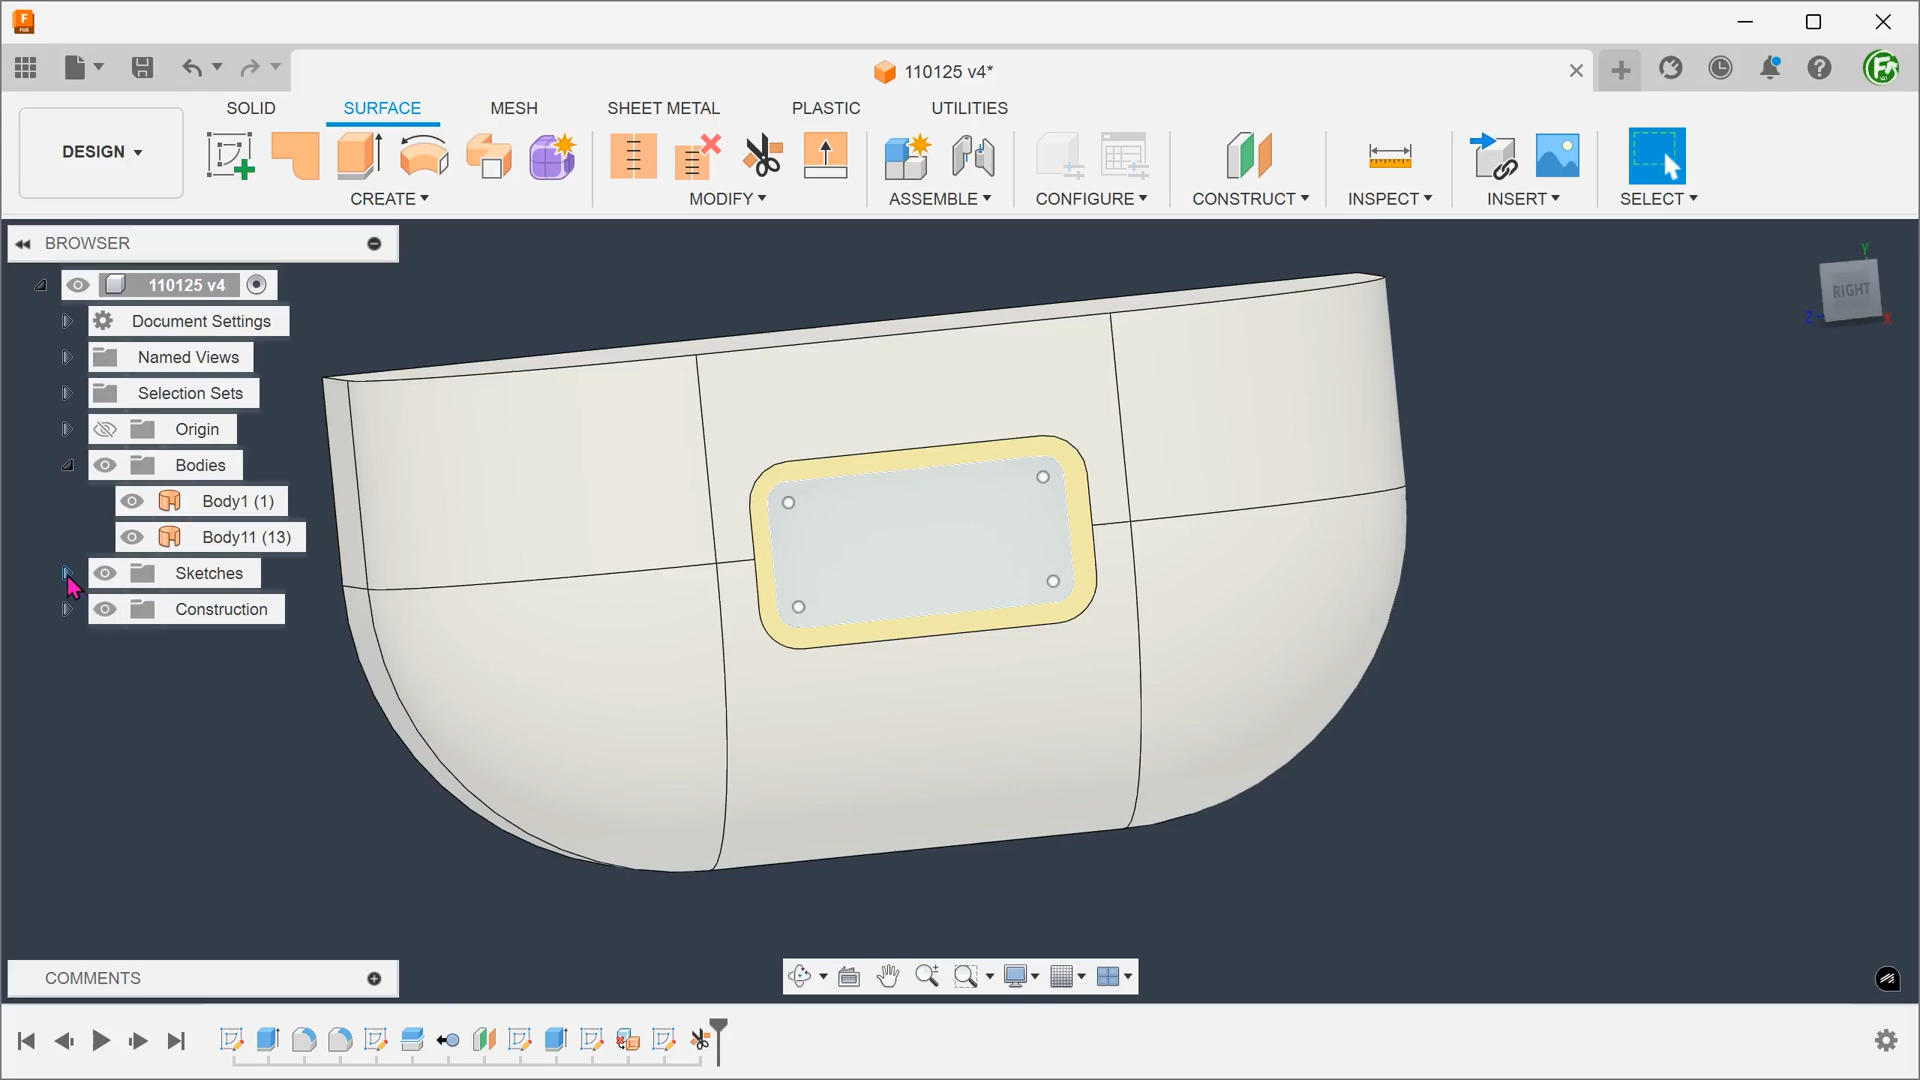 110125 v4*
SOLID
SURFACE
MESH
SHEET METAL
PLASTIC
UTILITIES
DESIGN
CREATE
MODIFY
ASSEMBLE
CONFIGURE
CONSTRUCT
INSPECT
INSERT
SELECT
BROWSER
110125 v4
Document Settings
Named Views
Selection Sets
Origin
Bodies
Body1 (1)
Body11 (13)
Sketches
Construction
Y
RIGHT
Z
X
COMMENTS